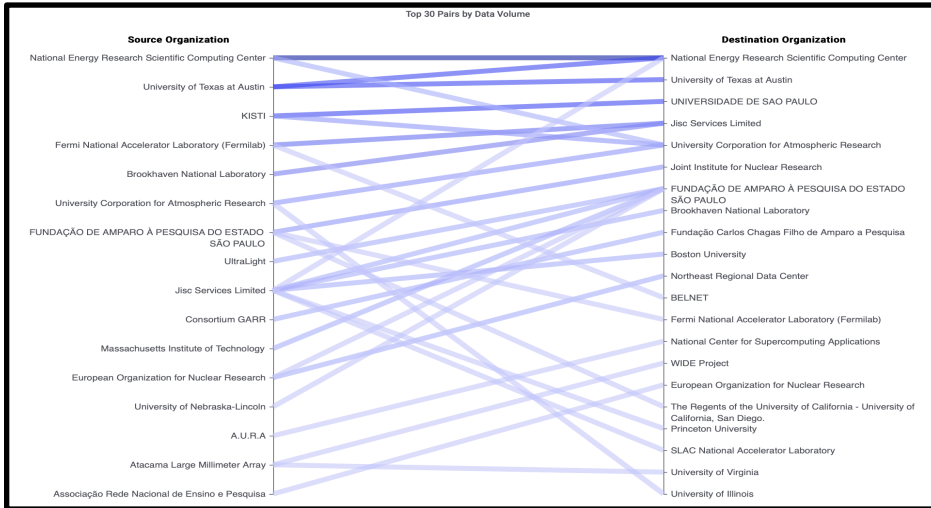 Top 30 Pairs by Data Volume
Source Organization
National Energy Research Scientific Computing Center
University of Texas at Austin
KISTI
Fermi National Accelerator Laboratory (Fermilab)
Brookhaven National Laboratory
University Corporation for Atmospheric Research
FUNDAÇÃO DE AMPARO À PESQUISA DO ESTADO
SÃO PAULO
UltraLight
Jisc Services Limited
Consortium GARR
Massachusetts Institute of Technology
European Organization for Nuclear Research
University of Nebraska-Lincoln
A.U.R.A
Atacama Large Millimeter Array
Associação Rede Nacional de Ensino e Pesquisa
Destination Organization
National Energy Research Scientific Computing Center
University of Texas at Austin
UNIVERSIDADE DE SAO PAULO
Jisc Services Limited
University Corporation for Atmospheric Research
Joint Institute for Nuclear Research
FUNDAÇÃO DE AMPARO À PESQUISA DO ESTADO
SÃO PAULO
Brookhaven National Laboratory
Fundação Carlos Chagas Filho de Amparo a Pesquisa
Boston University
Northeast Regional Data Center
BELNET
Fermi National Accelerator Laboratory (Fermilab)
National Center for Supercomputing Applications
WIDE Project
European Organization for Nuclear Research
The Regents of the University of California - University of
California, San Diego.
Princeton University
SLAC National Accelerator Laboratory
University of Virginia
University of Illinois